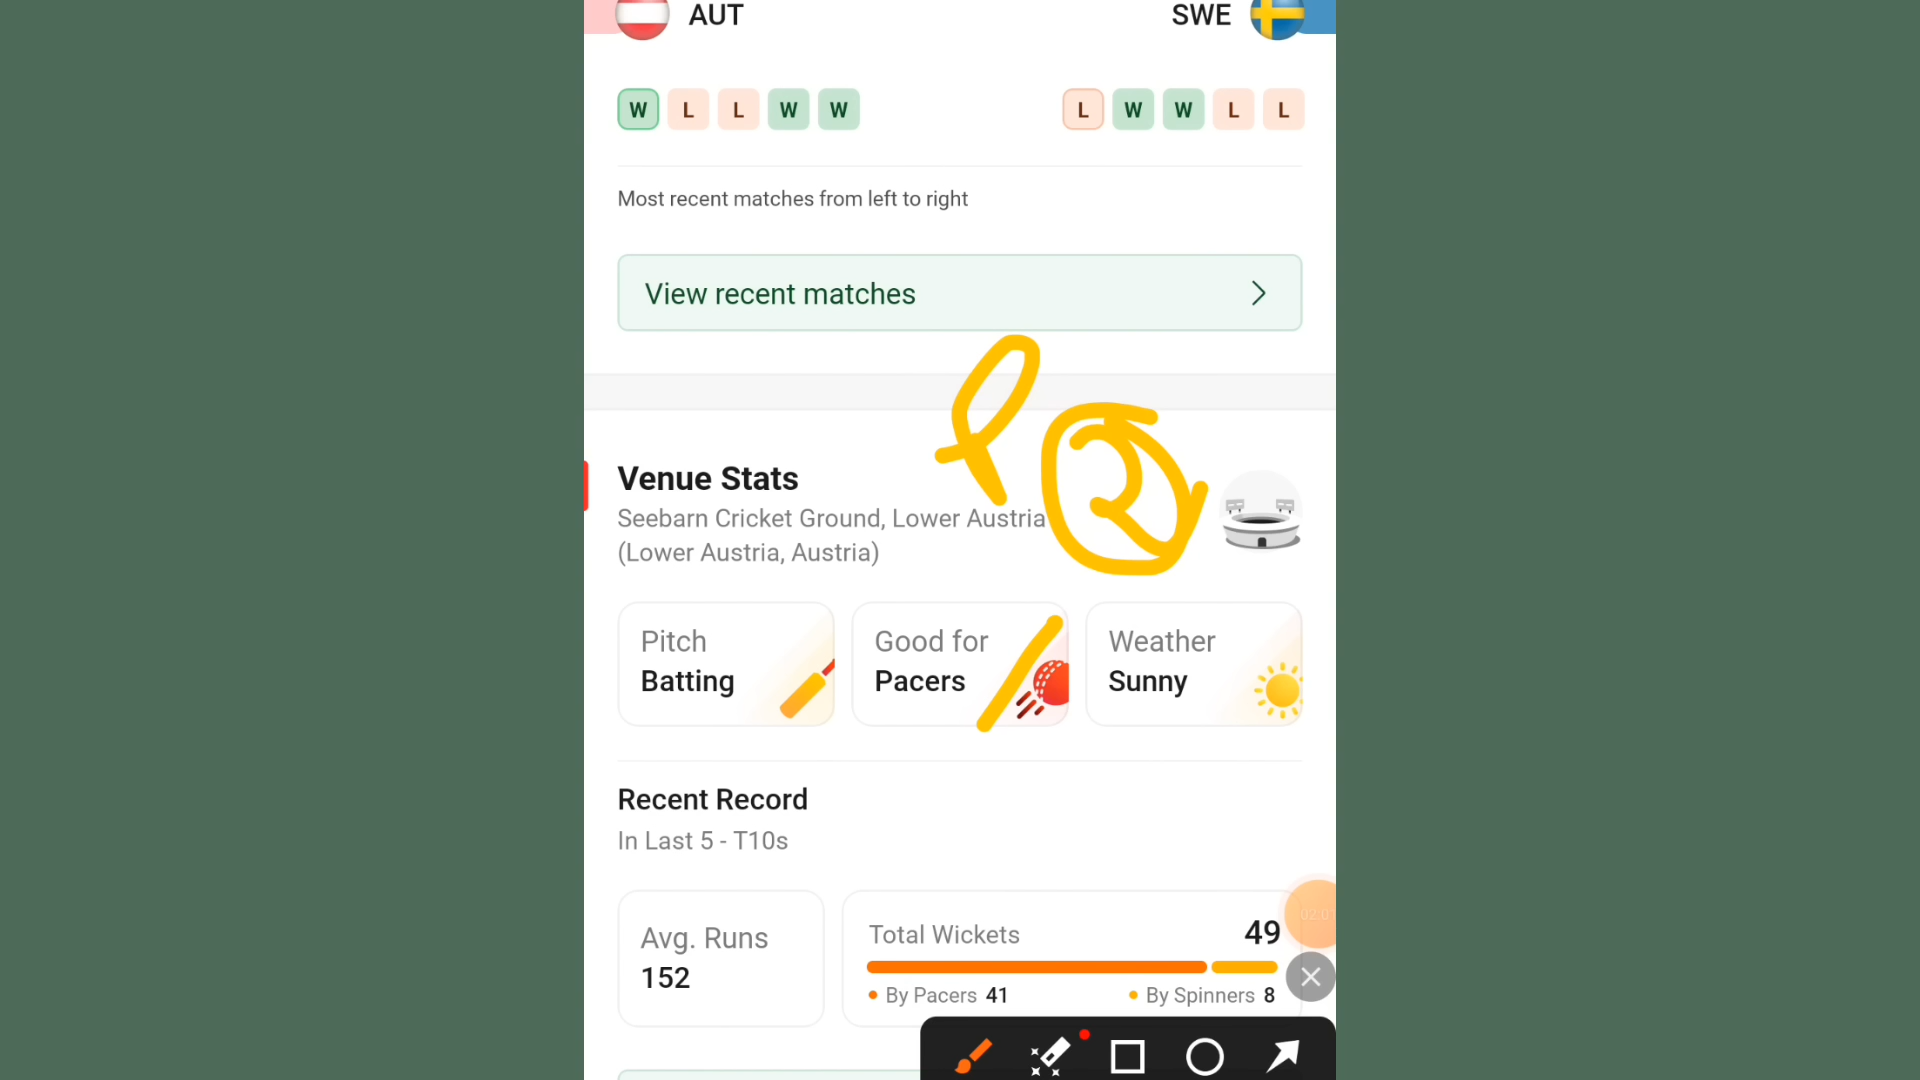 AUT SWE
W L L W W L W W L L
Most recent matches from left to right
View recent matches
Venue Stats
Seebarn Cricket Ground, Lower Austria
(Lower Austria, Austria)
Pitch Good for Weather
Batting Pacers Sunny
Recent Record
In Last 5 - T10s
Avg. Runs Total Wickets 49
152
By Pacers 41 By Spinners 8